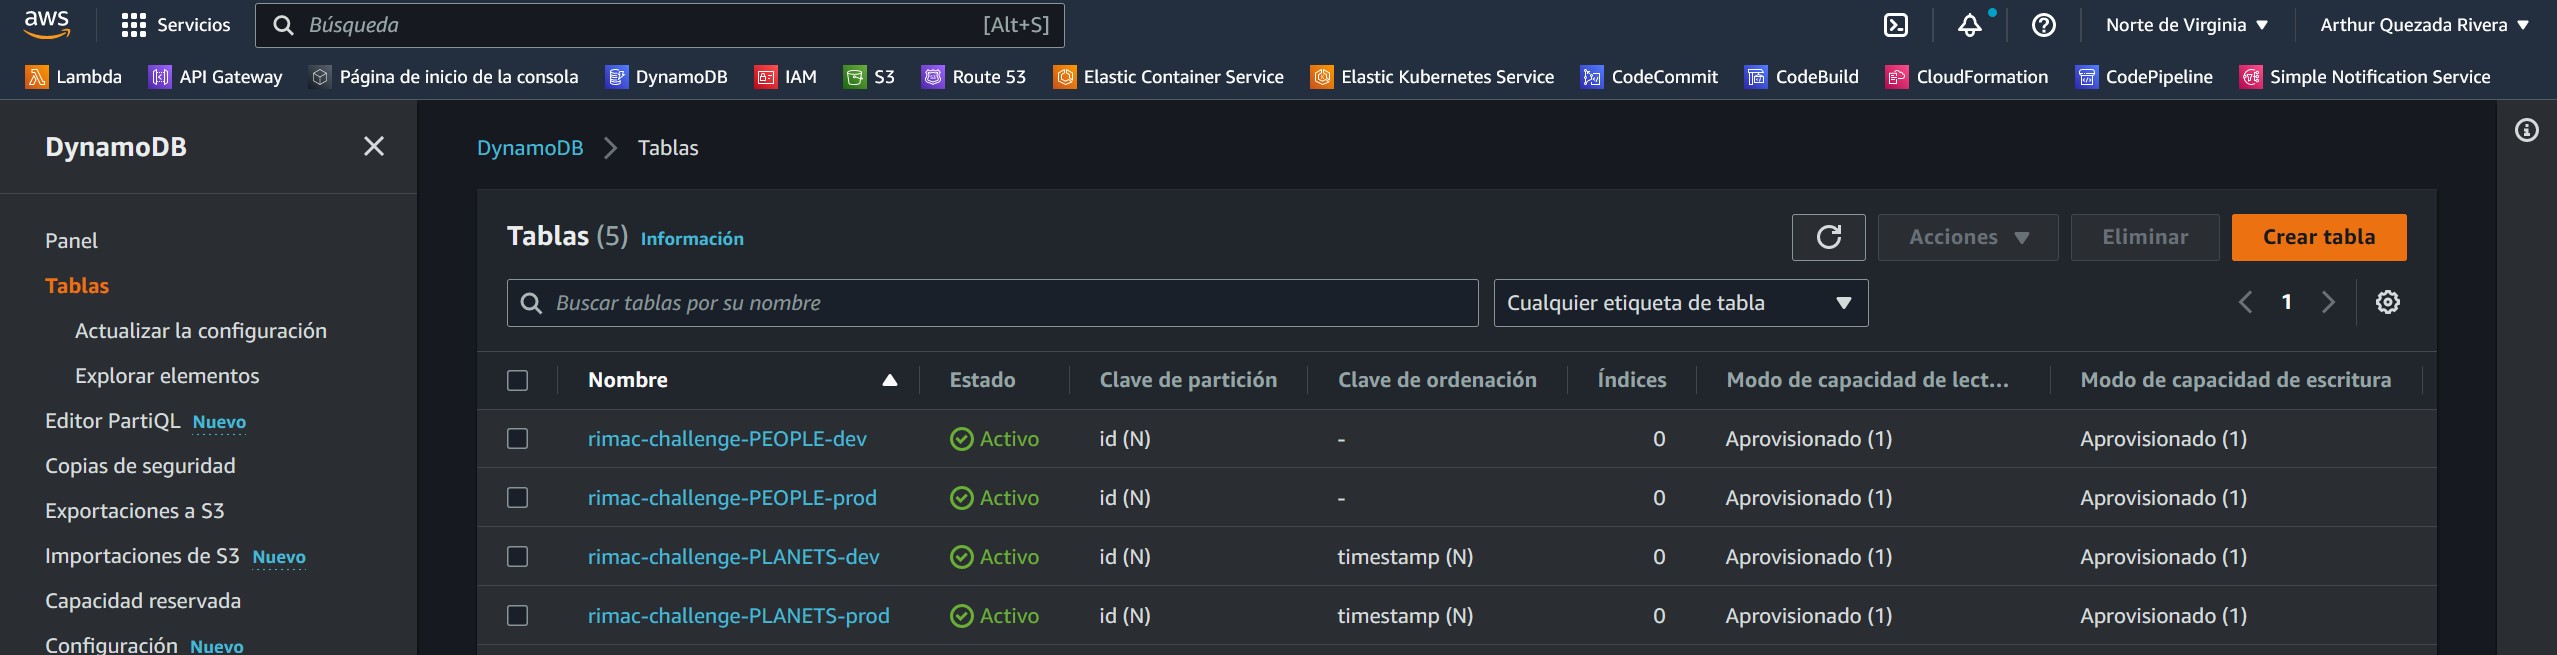 aws Servicios Búsqueda [Alt+S] Norte de Virginia Arthur Quezada Rivera
Lambda API Gateway Página de inicio de la consola DynamoDB IAM S3 Route 53 Elastic Container Service Elastic Kubernetes Service CodeCommit CodeBuild CloudFormation CodePipeline Simple Notification Service
DynamoDB
Panel
Tablas
Actualizar la configuración
Explorar elementos
Editor PartiQL Nuevo
Copias de seguridad
Exportaciones a S3
Importaciones de S3 Nuevo
Capacidad reservada
Configuración Nuevo
DynamoDB Tablas
Tablas (5) Información Acciones Eliminar Crear tabla
Buscar tablas por su nombre Cualquier etiqueta de tabla 1
Nombre Estado Clave de partición Clave de ordenación Índices Modo de capacidad de lect... Modo de capacidad de escritura
rimac-challenge-PEOPLE-dev Activo id (N) - 0 Aprovisionado (1) Aprovisionado (1)
rimac-challenge-PEOPLE-prod Activo id (N) - 0 Aprovisionado (1) Aprovisionado (1)
rimac-challenge-PLANETS-dev Activo id (N) timestamp (N) 0 Aprovisionado (1) Aprovisionado (1)
rimac-challenge-PLANETS-prod Activo id (N) timestamp (N) 0 Aprovisionado (1) Aprovisionado (1)